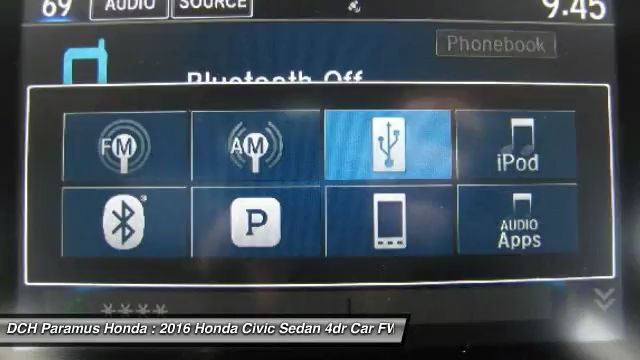 69 AUDIO SOURCE 9:45
Phonebook
Bluetooth Off
FM AM iPod
P AUDIO Apps
****
DCH Paramus Honda : 2016 Honda Civic Sedan 4dr Car FW